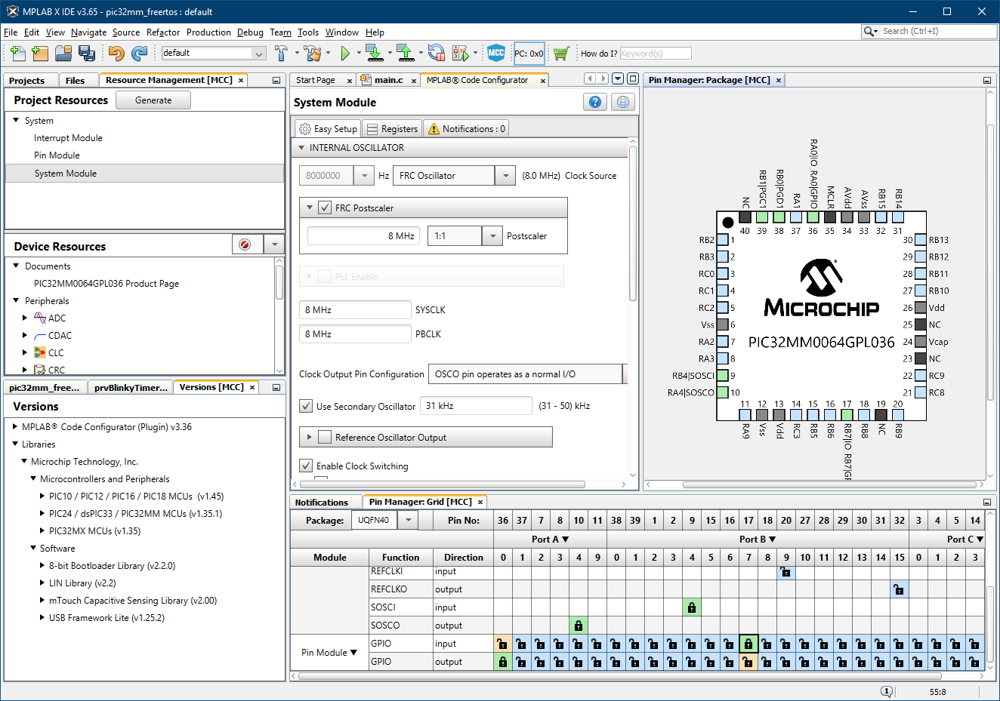 MPLAB X IDE v3.65 - pic32mm_freertos : default
File Edit View Navigate Source Refactor Production Debug Team Tools Window Help
Search (Ctrl+I)
default
MCC
PC: 0x0
How do I?
Keyword(s)
Projects
Files
Resource Management [MCC] ×
Project Resources
Generate
System
Interrupt Module
Pin Module
System Module
Device Resources
Documents
PIC32MM0064GPL036 Product Page
Peripherals
ADC
CDAC
CLC
CRC
pic32mm_free...
prvBlinkyTimer...
Versions [MCC] ×
Versions
MPLAB® Code Configurator (Plugin) v3.36
Libraries
Microchip Technology, Inc.
Microcontrollers and Peripherals
PIC10 / PIC12 / PIC16 / PIC18 MCUs (v1.45)
PIC24 / dsPIC33 / PIC32MM MCUs (v1.35.1)
PIC32MX MCUs (v1.35)
Software
8-bit Bootloader Library (v2.2.0)
LIN Library (v2.2)
mTouch Capacitive Sensing Library (v2.00)
USB Framework Lite (v1.25.2)
Start Page ×
main.c ×
MPLAB® Code Configurator ×
System Module
Easy Setup
Registers
Notifications : 0
INTERNAL OSCILLATOR
8000000 Hz FRC Oscillator (8.0 MHz) Clock Source
FRC Postscaler
8 MHz 1:1 Postscaler
PLL Enable
8 MHz SYSCLK
8 MHz PBCLK
Clock Output Pin Configuration OSCO pin operates as a normal I/O
Use Secondary Oscillator 31 kHz (31 - 50) kHz
Reference Oscillator Output
Enable Clock Switching
Pin Manager: Package [MCC] ×
NC RB1|PGC1 RB0|PGD1 RA1 RA0|IO_RA0|GPIO MCLR AVdd AVss RB15 RB14
40 39 38 37 36 35 34 33 32 31
RB2 1 30 RB13
RB3 2 29 RB12
RC0 3 28 RB11
RC1 4 27 RB10
RC2 5 26 Vdd
Vss 6 25 NC
RA2 7 24 Vcap
RA3 8 23 NC
RB4|SOSCI 9 22 RC9
RA4|SOSCO 10 21 RC8
MICROCHIP
PIC32MM0064GPL036
11 12 13 14 15 16 17 18 19 20
RA9 Vss Vdd RC3 RB5 RB6 RB7|IO_RB7|GP RB8 NC RB9
Notifications
Pin Manager: Grid [MCC] ×
Package: UQFN40 Pin No: 36 37 7 8 10 11 38 39 1 2 9 15 16 17 18 20 27 28 29 30 31 32 3 4 5 14
Port A ▼ Port B ▼ Port C ▼
Module Function Direction 0 1 2 3 4 9 0 1 2 3 4 5 6 7 8 9 10 11 12 13 14 15 0 1 2 3
REFCLKI input
REFCLKO output
SOSCI input
SOSCO output
Pin Module ▼
GPIO input
GPIO output
1
55:8